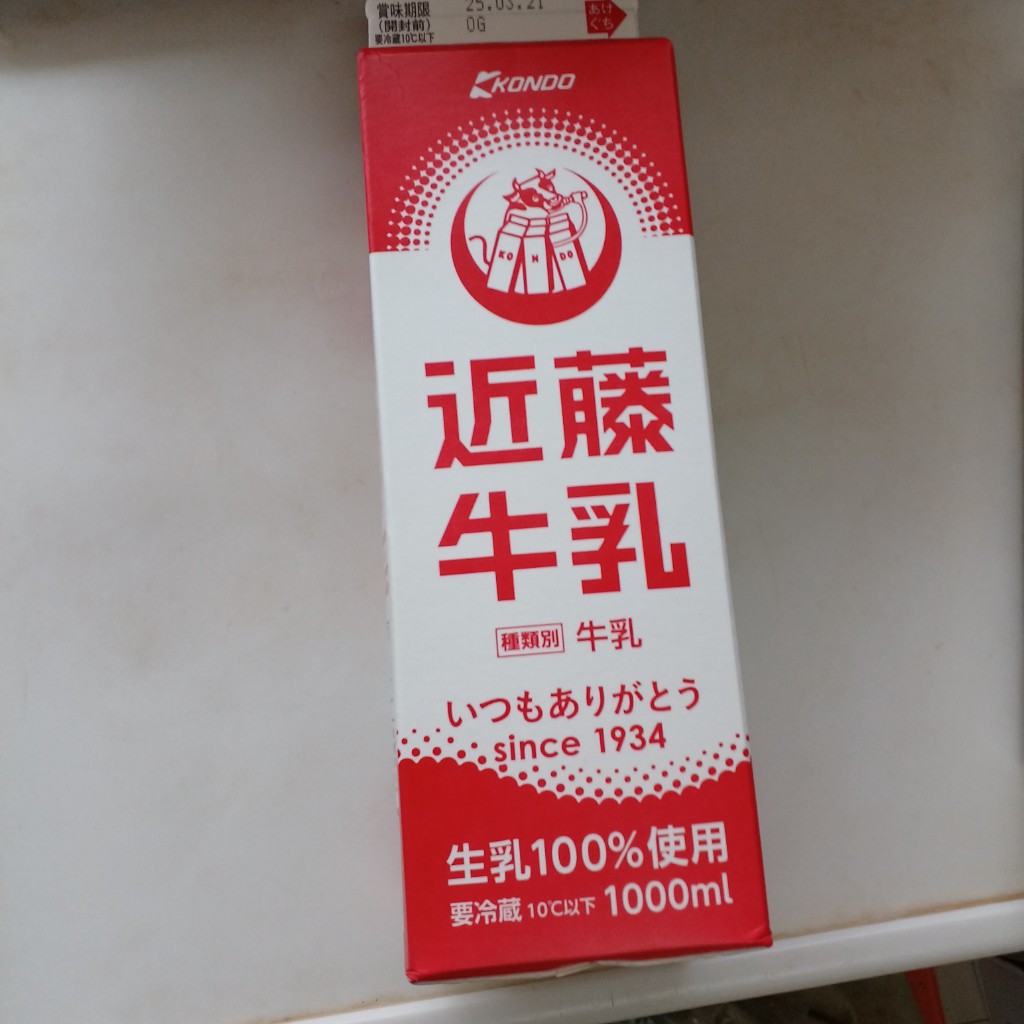 賞味期限 25.03.21
(開封前) 0G
要冷蔵10℃以下
あけ
ぐち
KONDO
KO N DO
近藤
牛乳
種類別 牛乳
いつもありがとう
since 1934
生乳100%使用
要冷蔵 10℃以下 1000ml